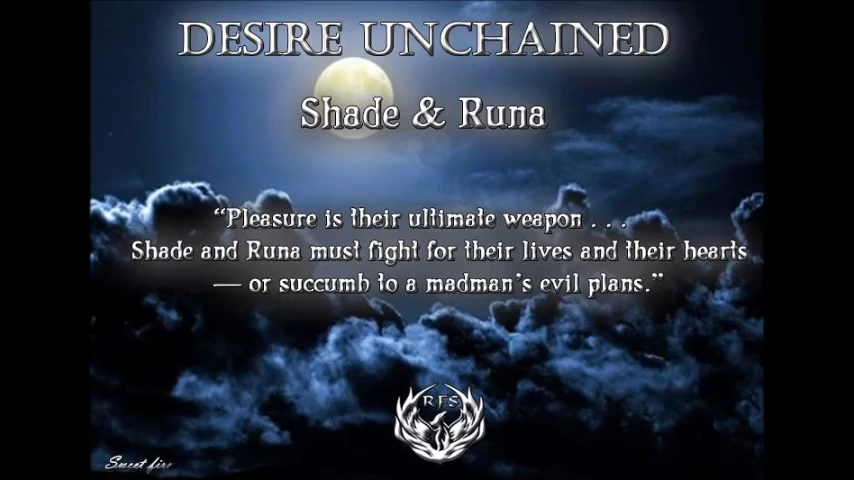 DESIRE UNCHAINED
Shade & Runa
“Pleasure is their ultimate weapon . . .
Shade and Runa must fight for their lives and their hearts
— or succumb to a madman's evil plans.”
RFS
Sweet fire